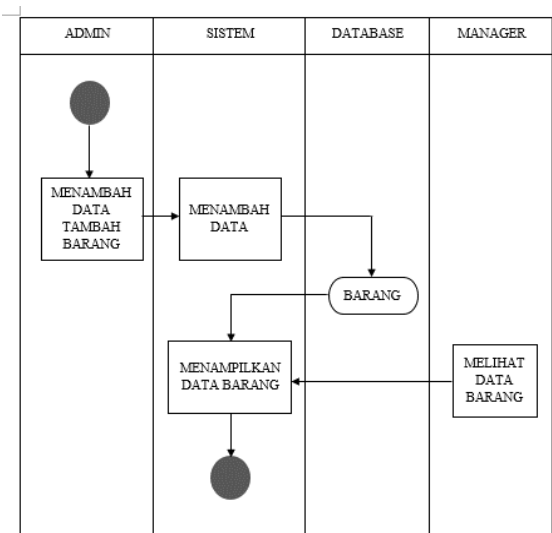 ADMIN
SISTEM
DATABASE
MANAGER
MENAMBAH
DATA
TAMBAH
BARANG
MENAMBAH
DATA
BARANG
MENAMPILKAN
DATA BARANG
MELIHAT
DATA
BARANG